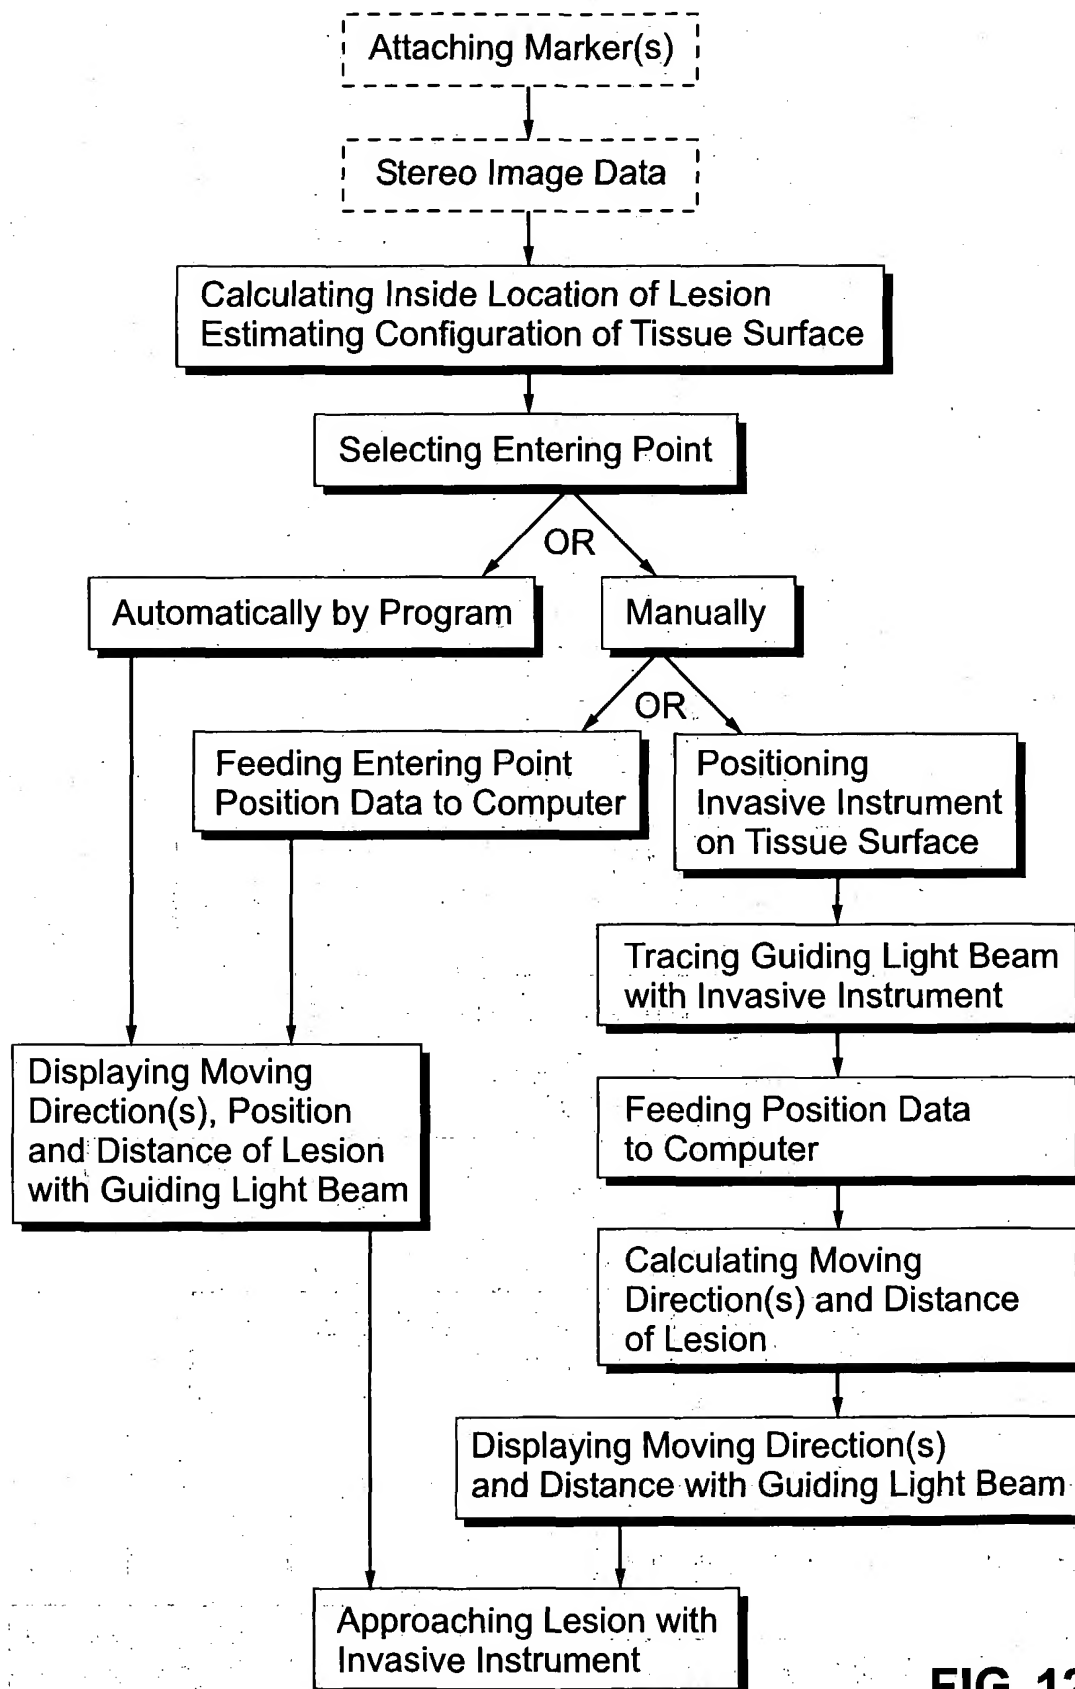 Attaching Marker(s)
Stereo Image Data
Calculating Inside Location of Lesion
Estimating Configuration of Tissue Surface
Selecting Entering Point
OR
Automatically by Program
Manually
OR
Feeding Entering Point
Position Data to Computer
Positioning
Invasive Instrument
on Tissue Surface
Tracing Guiding Light Beam
with Invasive Instrument
Displaying Moving
Direction(s), Position
and Distance of Lesion
with Guiding Light Beam
Feeding Position Data
to Computer
Calculating Moving
Direction(s) and Distance
of Lesion
Displaying Moving Direction(s)
and Distance with Guiding Light Beam
Approaching Lesion with
Invasive Instrument
FIG.